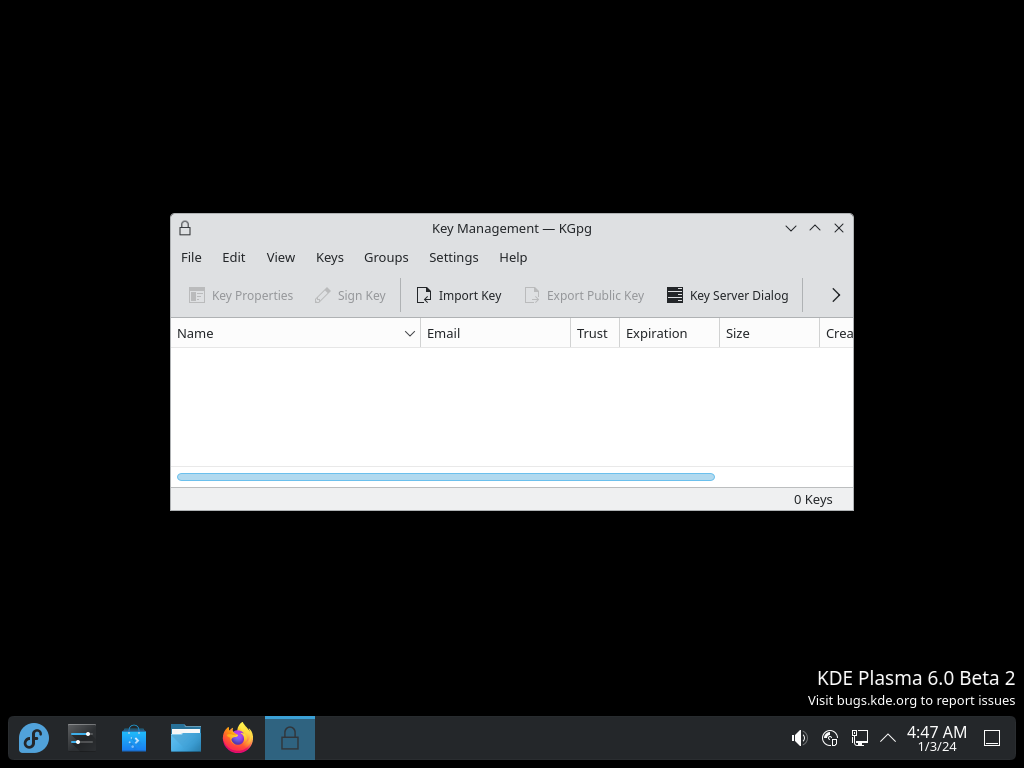 Key Management — KGpg
File Edit View Keys Groups Settings Help
Key Properties Sign Key Import Key Export Public Key Key Server Dialog
Name Email Trust Expiration Size Crea
0 Keys
KDE Plasma 6.0 Beta 2
Visit bugs.kde.org to report issues
4:47 AM
1/3/24